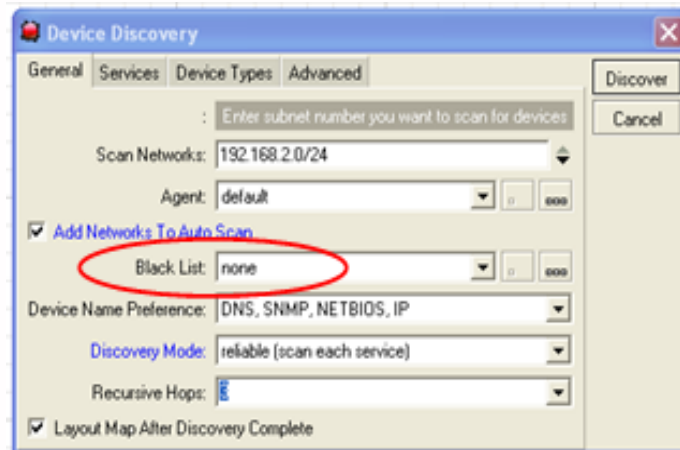 Device Discovery
General Services Device Types Advanced
Discover
: Enter subnet number you want to scan for devices
Cancel
Scan Networks: 192.168.2.0/24
Agent: default
Add Networks To Auto Scan
Black List: none
Device Name Preference: DNS, SNMP, NETBIOS, IP
Discovery Mode: reliable (scan each service)
Recursive Hops: 3
Layout Map After Discovery Complete